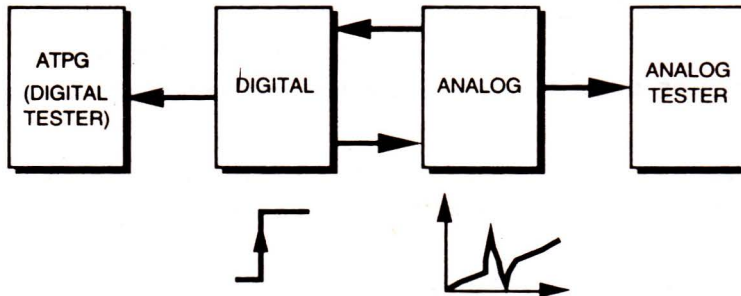 ATPG
(DIGITAL
TESTER)
DIGITAL
ANALOG
ANALOG
TESTER